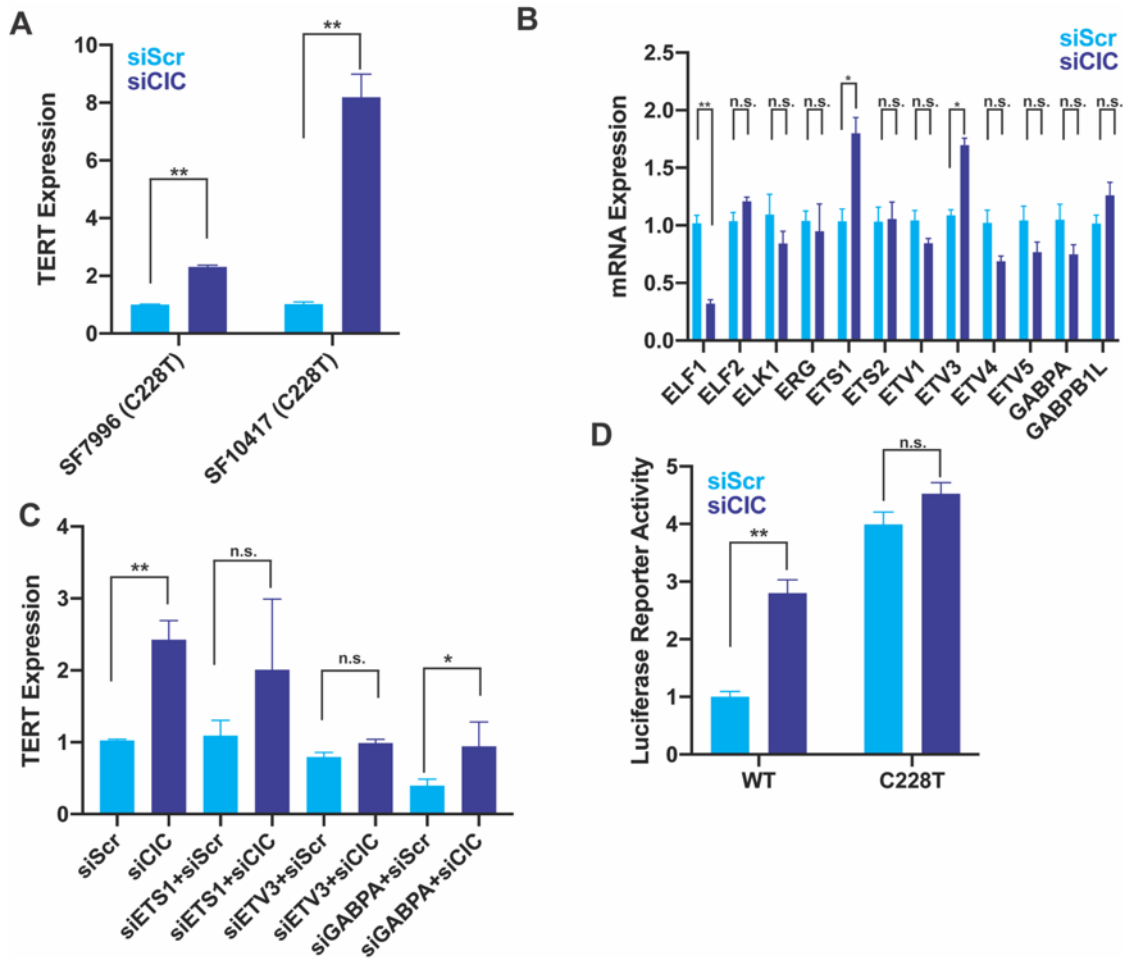 A
siScr
siCIC
TERT Expression
10
8
6
4
2
0
**
**
SF7996 (C228T)
SF10417 (C228T)
B
siScr
siCIC
mRNA Expression
2.5
2.0
1.5
1.0
0.5
0.0
** n.s. n.s. n.s. * n.s. n.s. * n.s. n.s. n.s. n.s.
ELF1
ELF2
ELK1
ERG
ETS1
ETS2
ETV1
ETV3
ETV4
ETV5
GABPA
GABPB1L
C
TERT Expression
4
3
2
1
0
**
n.s.
n.s.
*
siScr
siCIC
siETS1+siScr
siETS1+siCIC
siETV3+siScr
siETV3+siCIC
siGABPA+siScr
siGABPA+siCIC
D
siScr
siCIC
Luciferase Reporter Activity
5
4
3
2
1
0
**
n.s.
WT
C228T